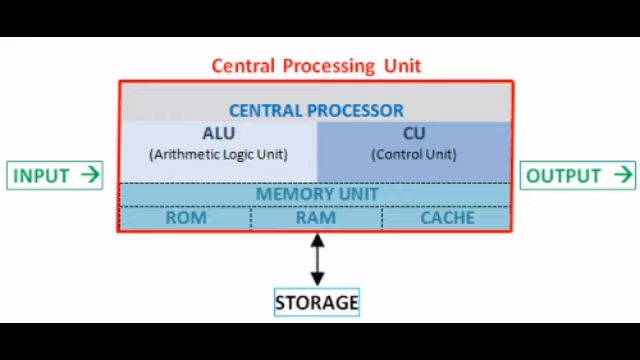 Central Processing Unit
CENTRAL PROCESSOR
ALU
(Arithmetic Logic Unit)
CU
(Control Unit)
INPUT →
OUTPUT →
MEMORY UNIT
ROM
RAM
CACHE
STORAGE